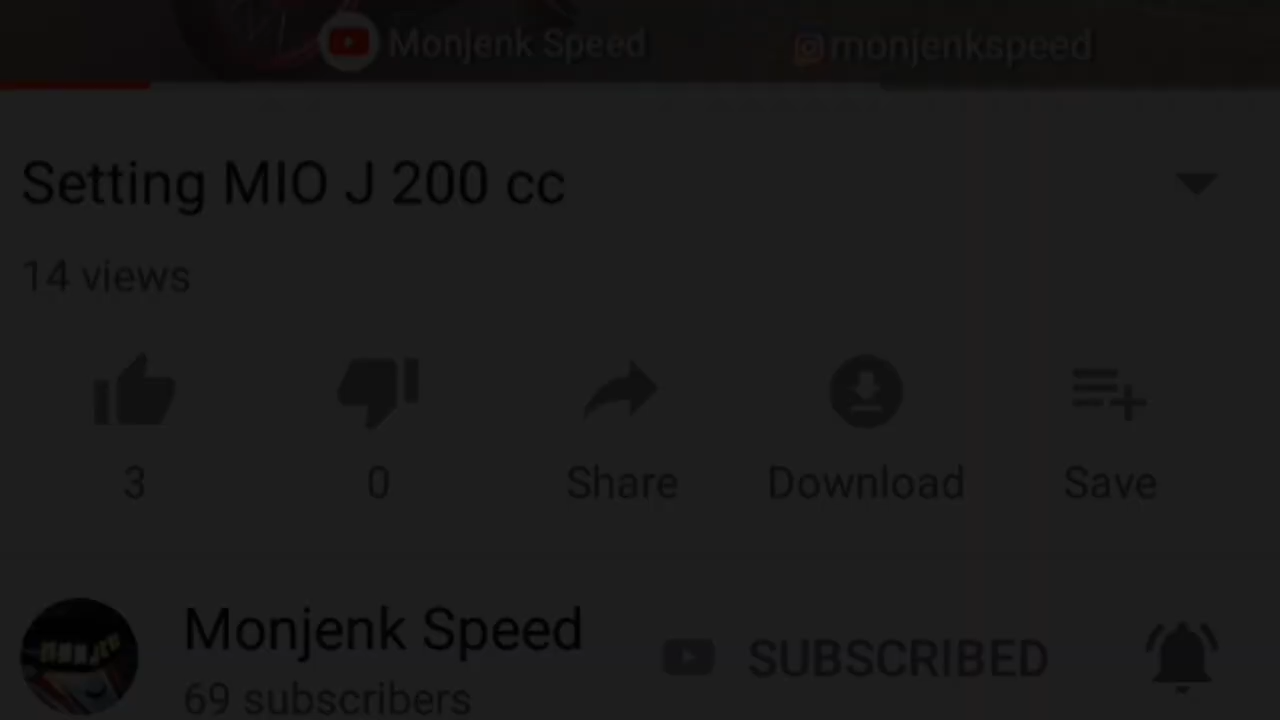 Monjenk Speed monjenkspeed
Setting MIO J 200 cc
14 views
3 0 Share Download Save
Monjenk Speed
SUBSCRIBED
69 subscribers